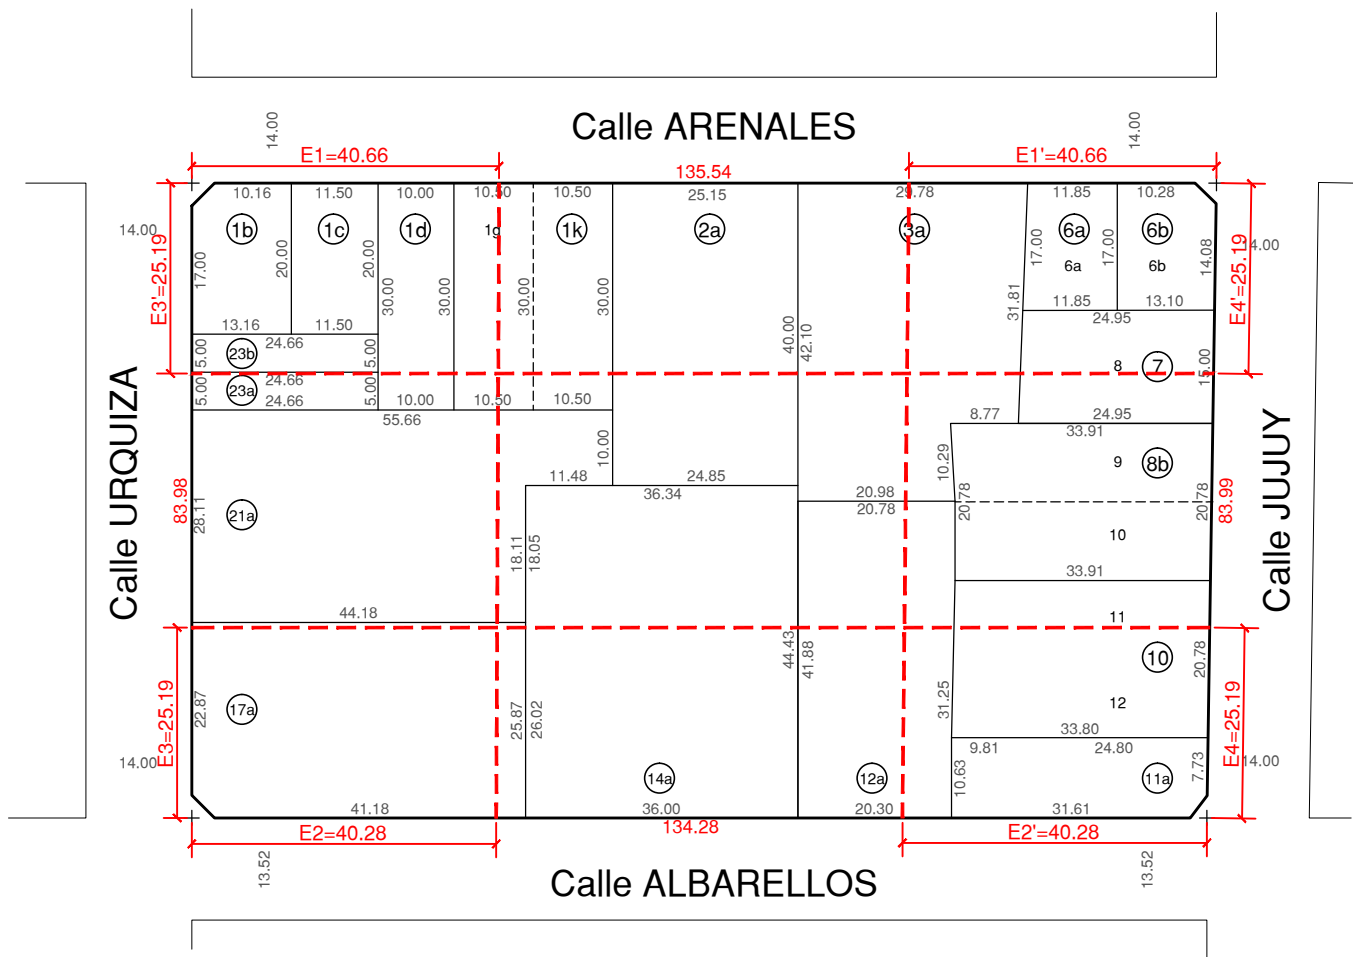 Calle ARENALES
14.00
14.00
E1=40.66
135.54
E1'=40.66
10.16
11.50
10.00
10.50
10.50
25.15
29.78
11.85
10.28
1b
1c
1d
1g
1k
2a
3a
6a
6b
6a
6b
14.00
E3'=25.19
17.00
20.00
20.00
30.00
30.00
30.00
30.00
40.00
42.10
31.81
17.00
17.00
14.08
E4'=25.19
14.00
13.16
11.50
11.85
13.10
24.66
24.95
5.00
23b
5.00
8
7
15.00
24.66
5.00
23a
5.00
24.66
10.00
10.50
10.50
55.66
8.77
24.95
33.91
Calle URQUIZA
83.98
28.11
21a
10.00
11.48
24.85
36.34
10.29
9
8b
20.98
20.78
20.78
20.78
83.99
Calle JUJUY
18.11
18.05
10
33.91
44.18
11
44.43
41.88
10
20.78
E3=25.19
22.87
17a
25.87
26.02
31.25
12
33.80
9.81
24.80
E4=25.19
14.00
14a
12a
10.63
11a
7.73
14.00
41.18
36.00
20.30
31.61
E2=40.28
134.28
E2'=40.28
13.52
13.52
Calle ALBARELLOS